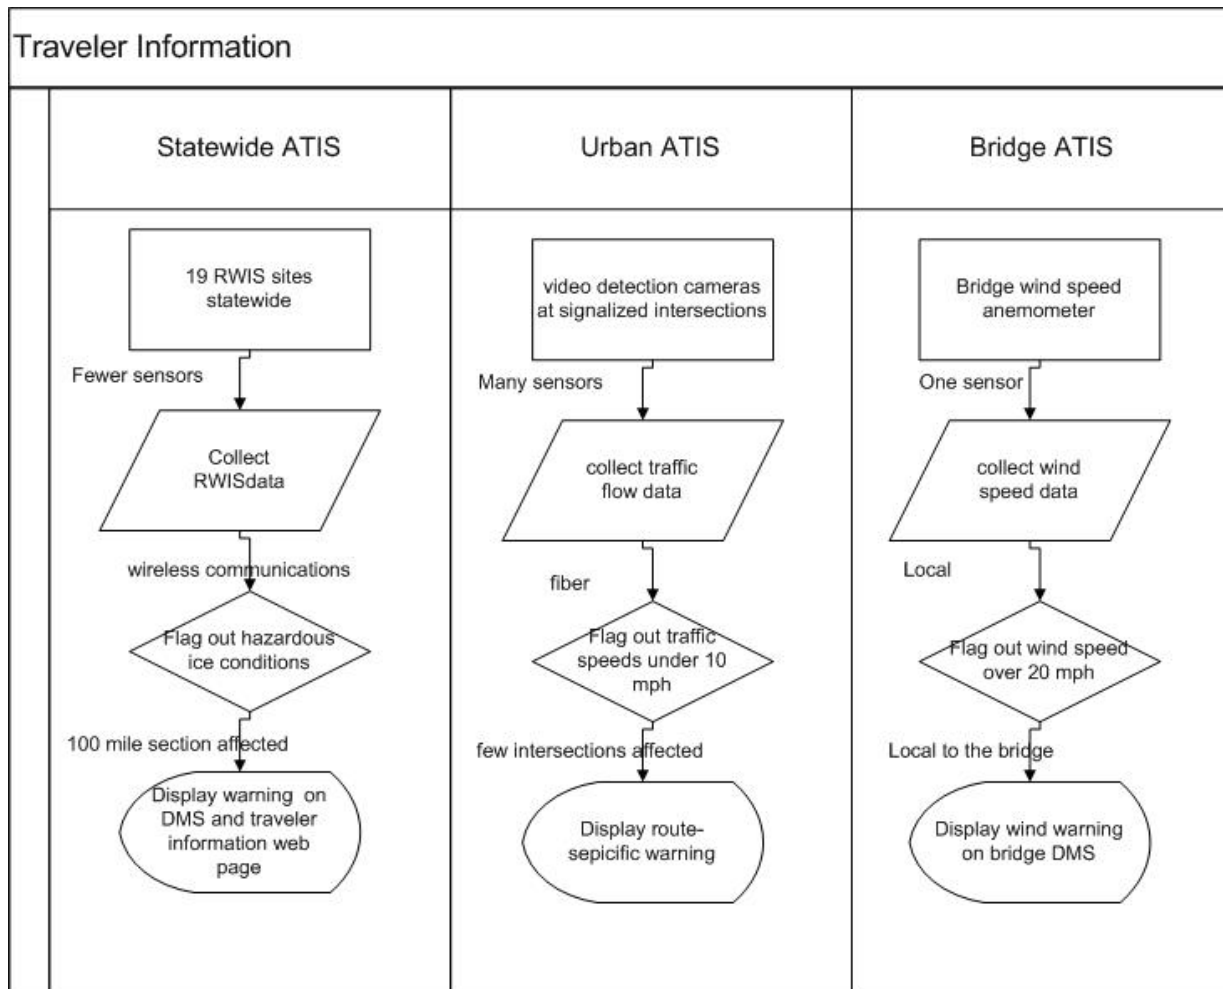 Traveler Information
Statewide ATIS
Urban ATIS
Bridge ATIS
19 RWIS sites
statewide
Fewer sensors
Collect
RWISdata
wireless communications
Flag out hazardous
ice conditions
100 mile section affected
Display warning on
DMS and traveler
information web
page
video detection cameras
at signalized intersections
Many sensors
collect traffic
flow data
fiber
Flag out traffic
speeds under 10
mph
few intersections affected
Display route-
sepicific warning
Bridge wind speed
anemometer
One sensor
collect wind
speed data
Local
Flag out wind speed
over 20 mph
Local to the bridge
Display wind warning
on bridge DMS